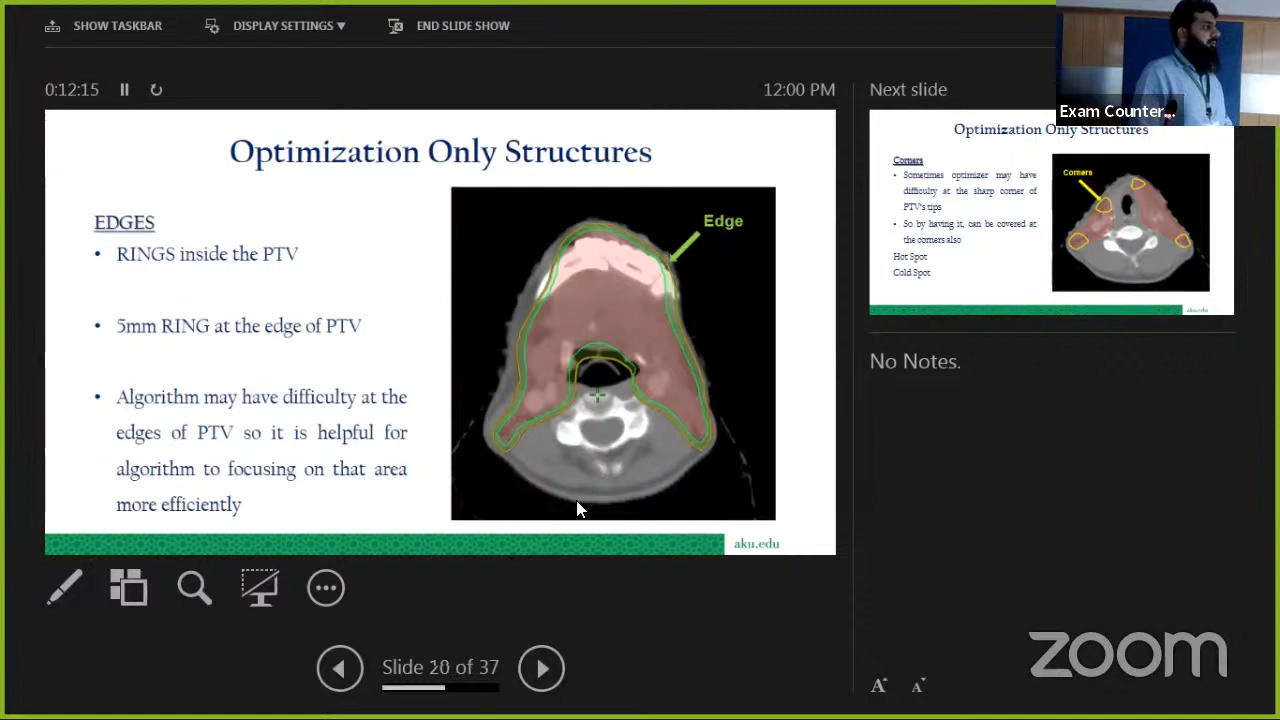 SHOW TASKBAR
DISPLAY SETTINGS
END SLIDE SHOW
0:12:15
12:00 PM
Next slide
Exam Counter...
Optimization Only Structures
EDGES
• RINGS inside the PTV
• 5mm RING at the edge of PTV
• Algorithm may have difficulty at the
edges of PTV so it is helpful for
algorithm to focusing on that area
more efficiently
Edge
aku.edu
Optimization Only Structures
Corners
• Sometimes optimizer may have
difficulty at the sharp corner of
PTV's tips
• So by having it, can be covered at
the corners also
Hot Spot
Cold Spot
Corners
aku.edu
No Notes.
Slide 20 of 37
A A
zoom